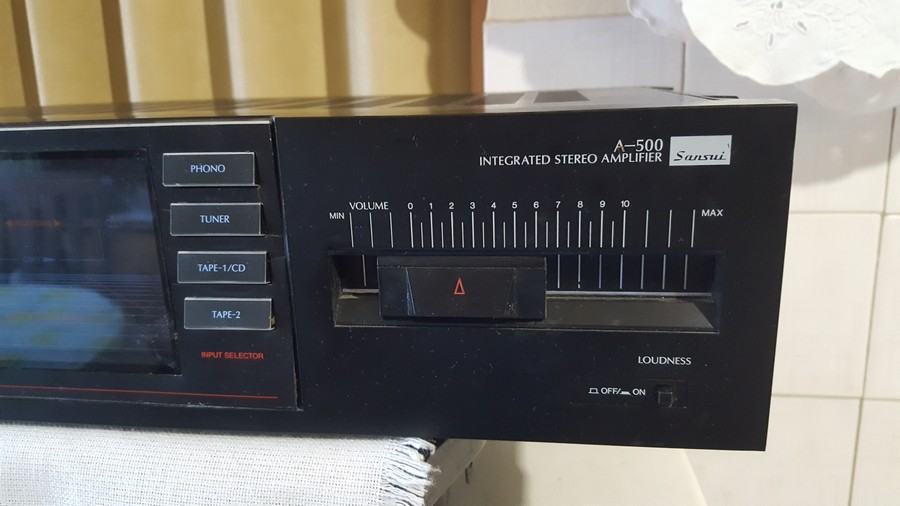 PHONO
TUNER
TAPE-1/CD
TAPE-2
INPUT SELECTOR
A-500
INTEGRATED STEREO AMPLIFIER Sansui
VOLUME 0 1 2 3 4 5 6 7 8 9 10
MIN MAX
LOUDNESS
OFF/ ON